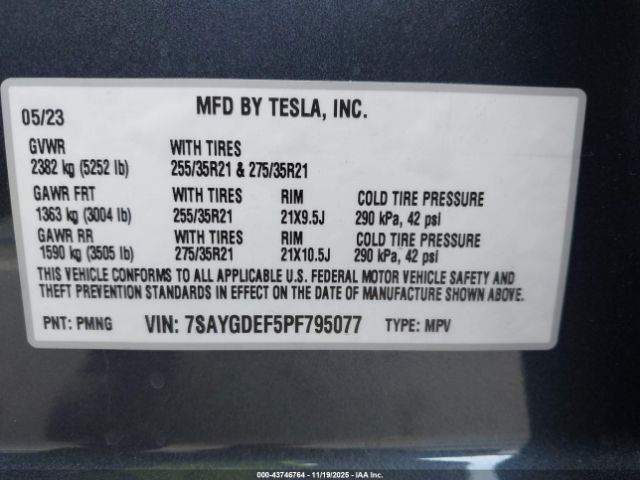 MFD BY TESLA, INC.
05/23
GVWR WITH TIRES
2382 kg (5252 lb) 255/35R21 & 275/35R21
GAWR FRT WITH TIRES RIM COLD TIRE PRESSURE
1363 kg (3004 lb) 255/35R21 21X9.5J 290 kPa, 42 psi
GAWR RR WITH TIRES RIM COLD TIRE PRESSURE
1590 kg (3505 lb) 275/35R21 21X10.5J 290 kPa, 42 psi
THIS VEHICLE CONFORMS TO ALL APPLICABLE U.S. FEDERAL MOTOR VEHICLE SAFETY AND
THEFT PREVENTION STANDARDS IN EFFECT ON THE DATE OF MANUFACTURE SHOWN ABOVE.
PNT: PMNG VIN: 7SAYGDEF5PF795077 TYPE: MPV
000-43746764 - 11/19/2025 - © IAA, Inc.